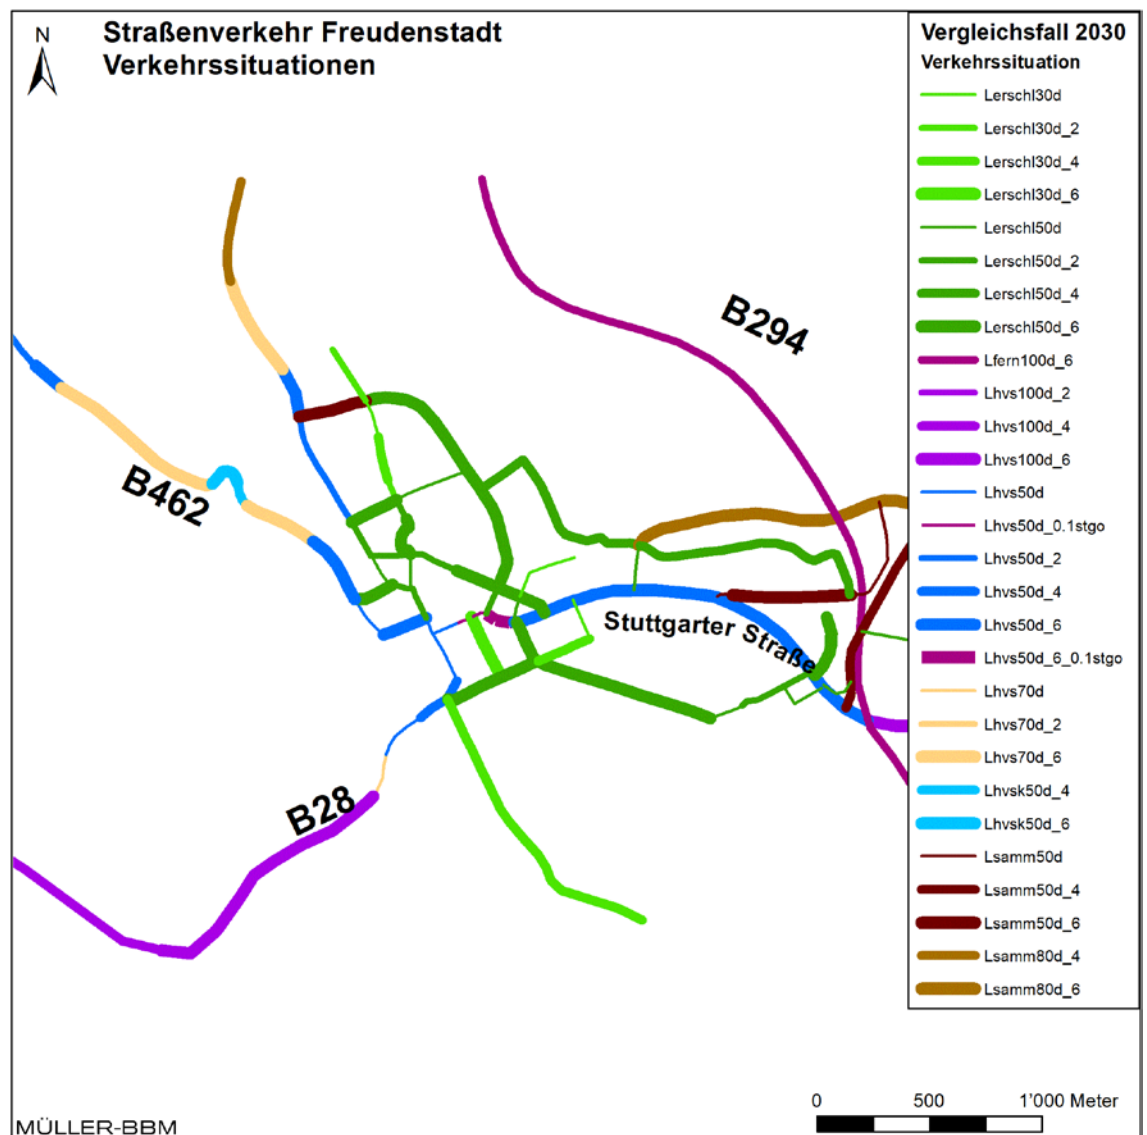 N
Straßenverkehr Freudenstadt
Verkehrssituationen
Vergleichsfall 2030
Verkehrssituation
Lerschl30d
Lerschl30d_2
Lerschl30d_4
Lerschl30d_6
Lerschl50d
Lerschl50d_2
Lerschl50d_4
Lerschl50d_6
Lfern100d_6
Lhvs100d_2
Lhvs100d_4
Lhvs100d_6
Lhvs50d
Lhvs50d_0.1stgo
Lhvs50d_2
Lhvs50d_4
Lhvs50d_6
Lhvs50d_6_0.1stgo
Lhvs70d
Lhvs70d_2
Lhvs70d_6
Lhvsk50d_4
Lhvsk50d_6
Lsamm50d
Lsamm50d_4
Lsamm50d_6
Lsamm80d_4
Lsamm80d_6
B294
B462
Stuttgarter Straße
B28
0 500 1'000 Meter
MÜLLER-BBM